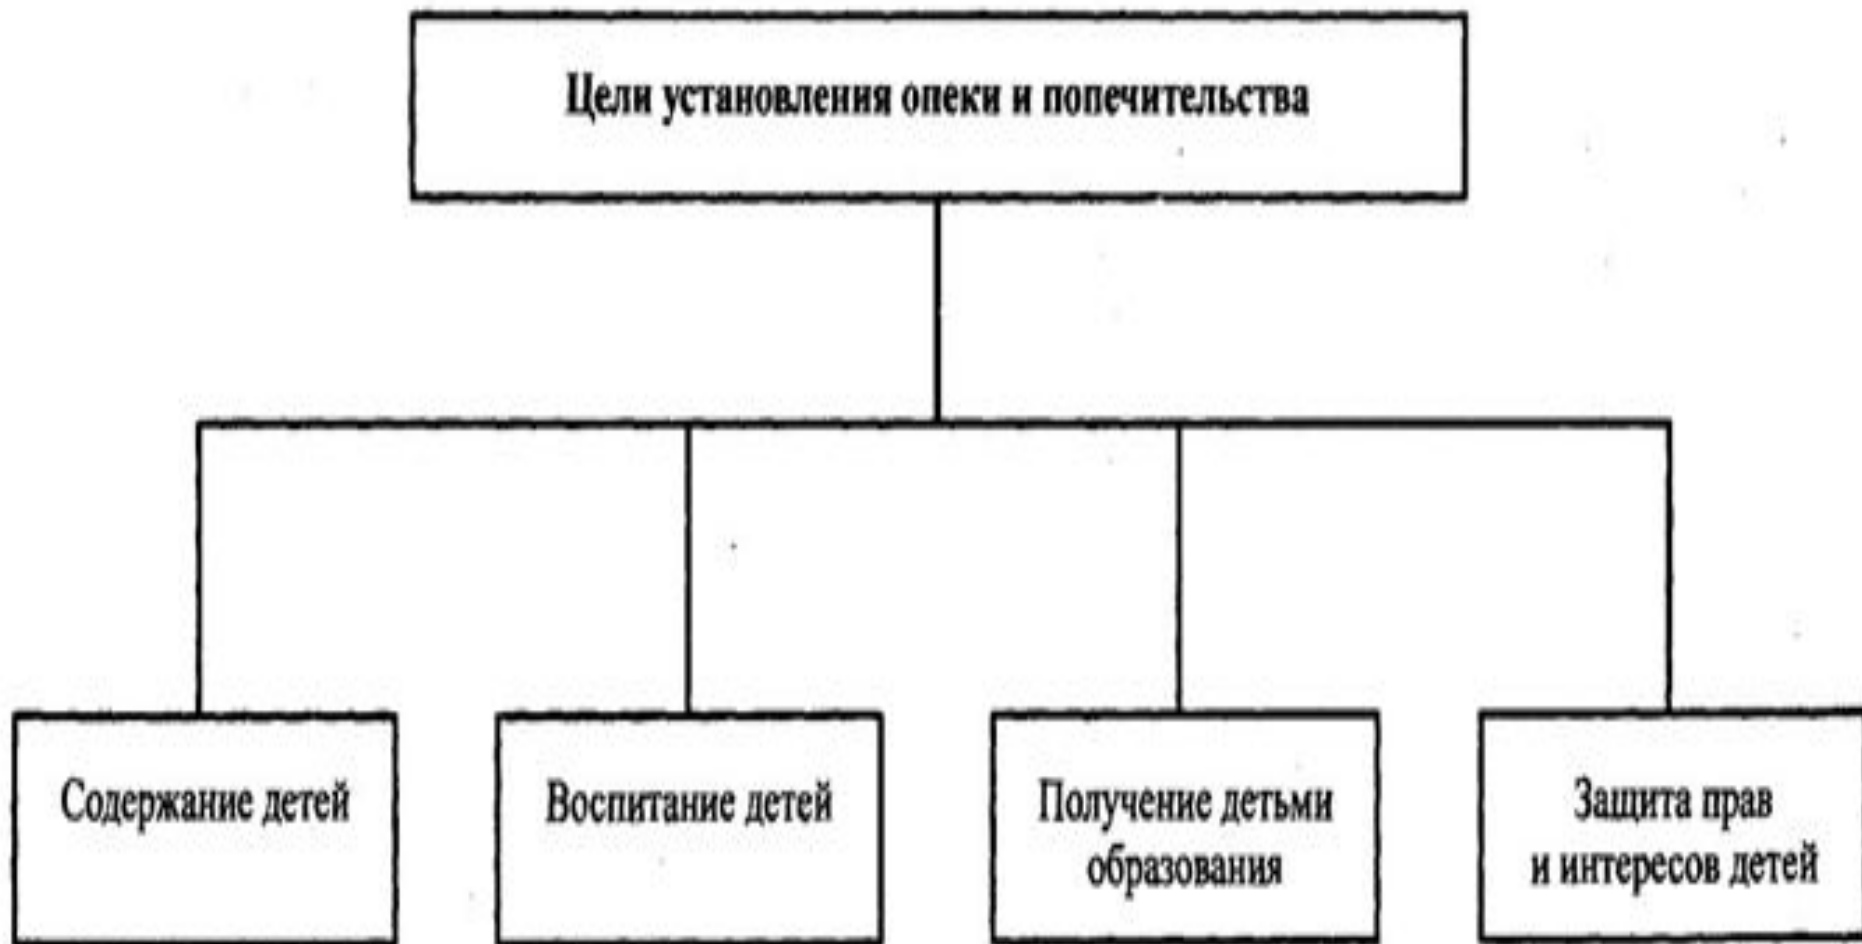 Цели установления опеки и попечительства
Содержание детей
Воспитание детей
Получение детьми
образования
Защита прав
и интересов детей